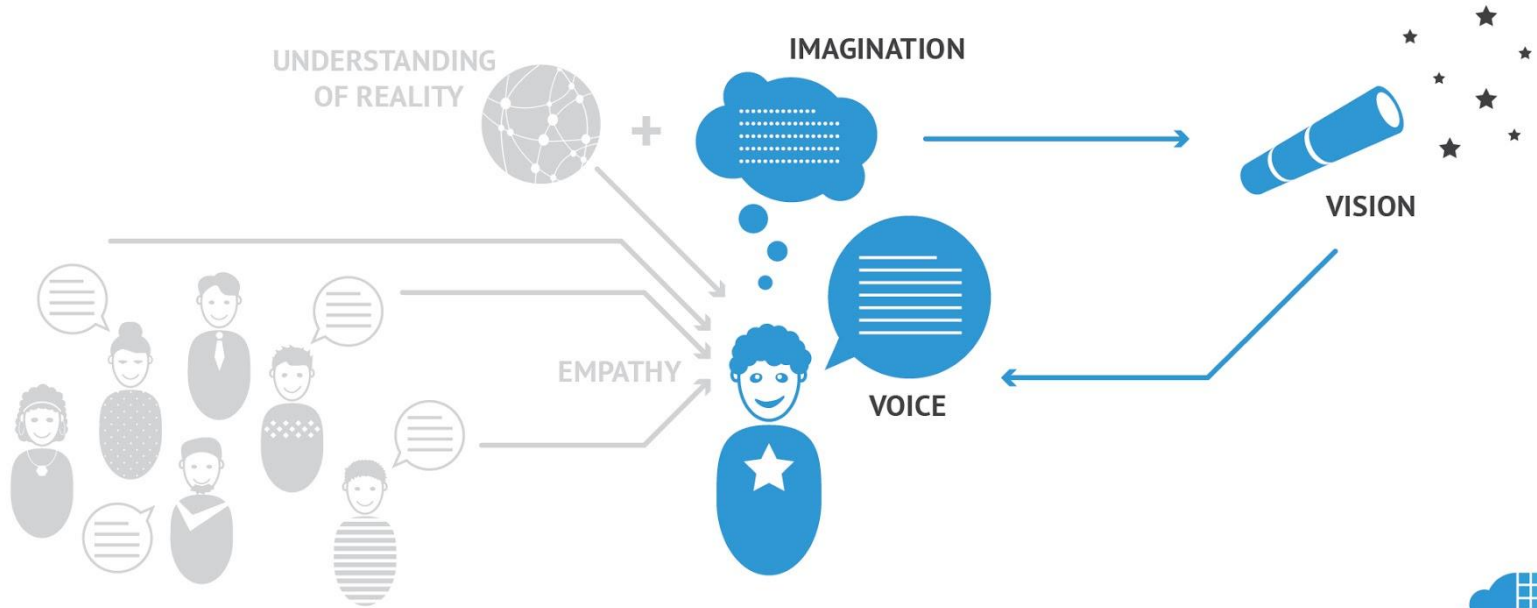 UNDERSTANDING
OF REALITY
IMAGINATION
VISION
EMPATHY
VOICE